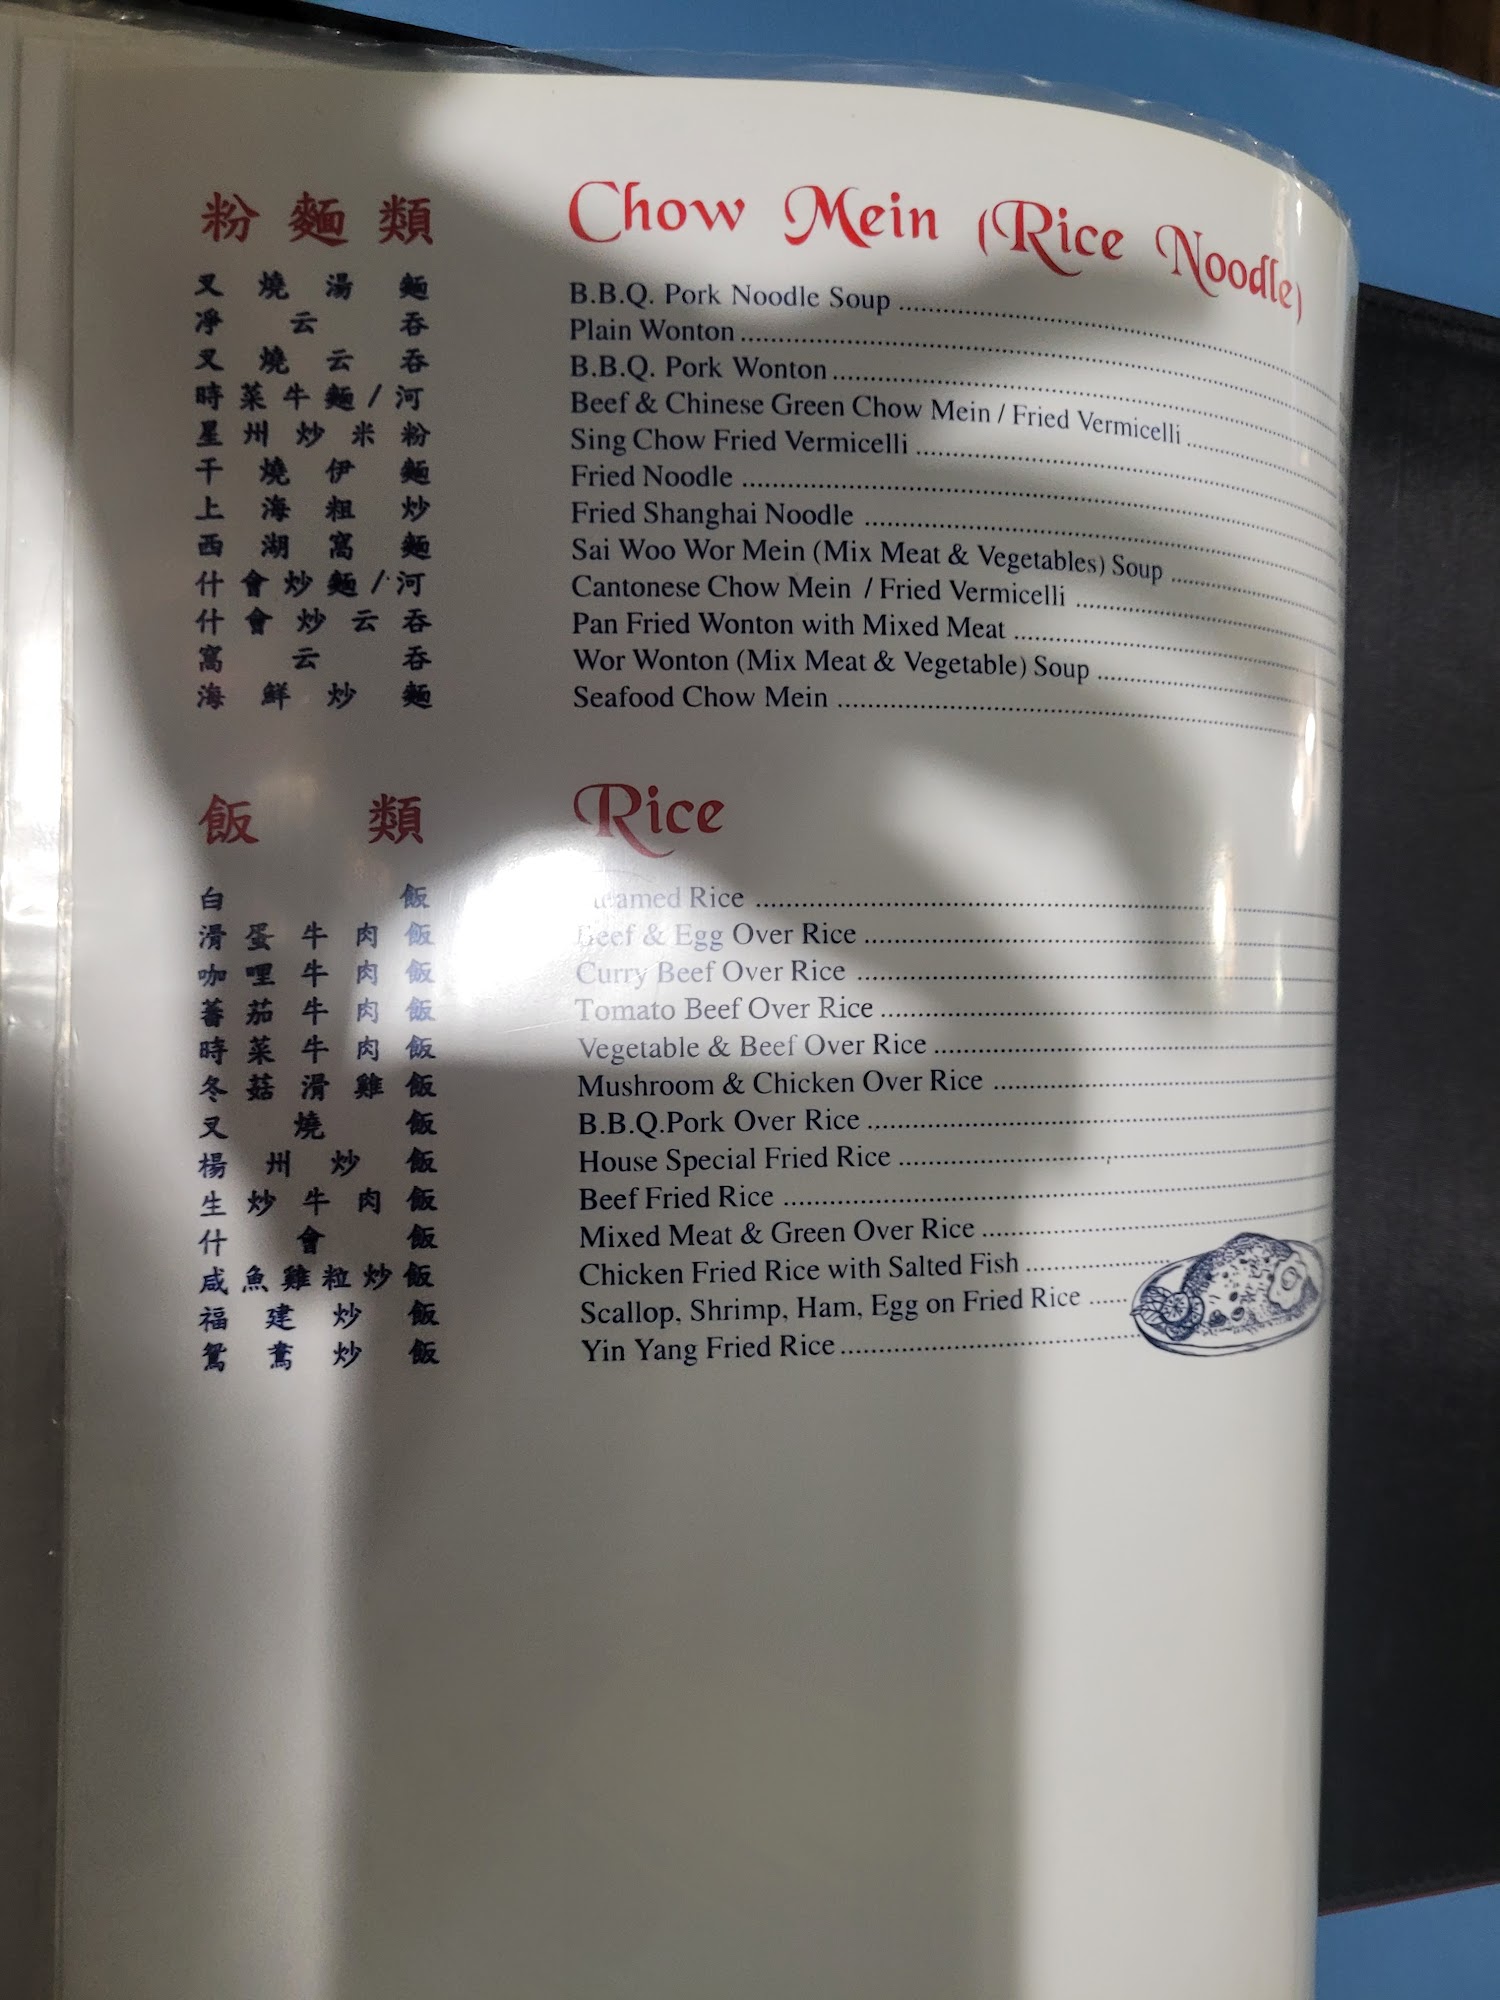 粉麵類 Chow Mein (Rice Noodle)
叉燒湯麵 B.B.Q. Pork Noodle Soup
凈云吞 Plain Wonton
叉燒云吞 B.B.Q. Pork Wonton
時菜牛麵/河 Beef & Chinese Green Chow Mein / Fried Vermicelli
星州炒米粉 Sing Chow Fried Vermicelli
干燒伊麵 Fried Noodle
上海粗炒 Fried Shanghai Noodle
西湖窩麵 Sai Woo Wor Mein (Mix Meat & Vegetables) Soup
什會炒麵/河 Cantonese Chow Mein / Fried Vermicelli
什會炒云吞 Pan Fried Wonton with Mixed Meat
窩云吞 Wor Wonton (Mix Meat & Vegetable) Soup
海鮮炒麵 Seafood Chow Mein
飯類 Rice
白飯 Steamed Rice
滑蛋牛肉飯 Beef & Egg Over Rice
咖哩牛肉飯 Curry Beef Over Rice
蕃茄牛肉飯 Tomato Beef Over Rice
時菜牛肉飯 Vegetable & Beef Over Rice
冬菇滑雞飯 Mushroom & Chicken Over Rice
叉燒飯 B.B.Q.Pork Over Rice
楊州炒飯 House Special Fried Rice
生炒牛肉飯 Beef Fried Rice
什會飯 Mixed Meat & Green Over Rice
咸魚雞粒炒飯 Chicken Fried Rice with Salted Fish
福建炒飯 Scallop, Shrimp, Ham, Egg on Fried Rice
鴛鴦炒飯 Yin Yang Fried Rice